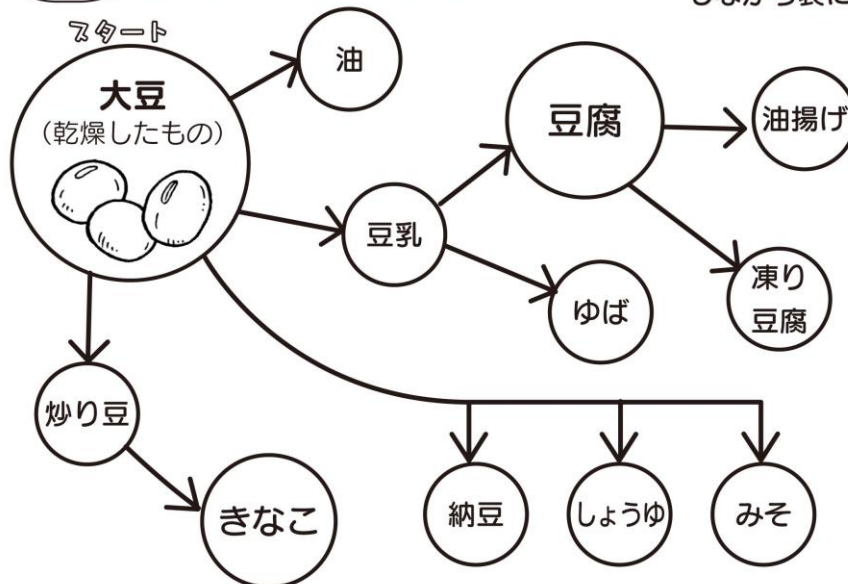 スタート
大豆
(乾燥したもの)
油
豆腐
油揚げ
豆乳
ゆば
凍り
豆腐
炒り豆
きなこ
納豆
しょうゆ
みそ